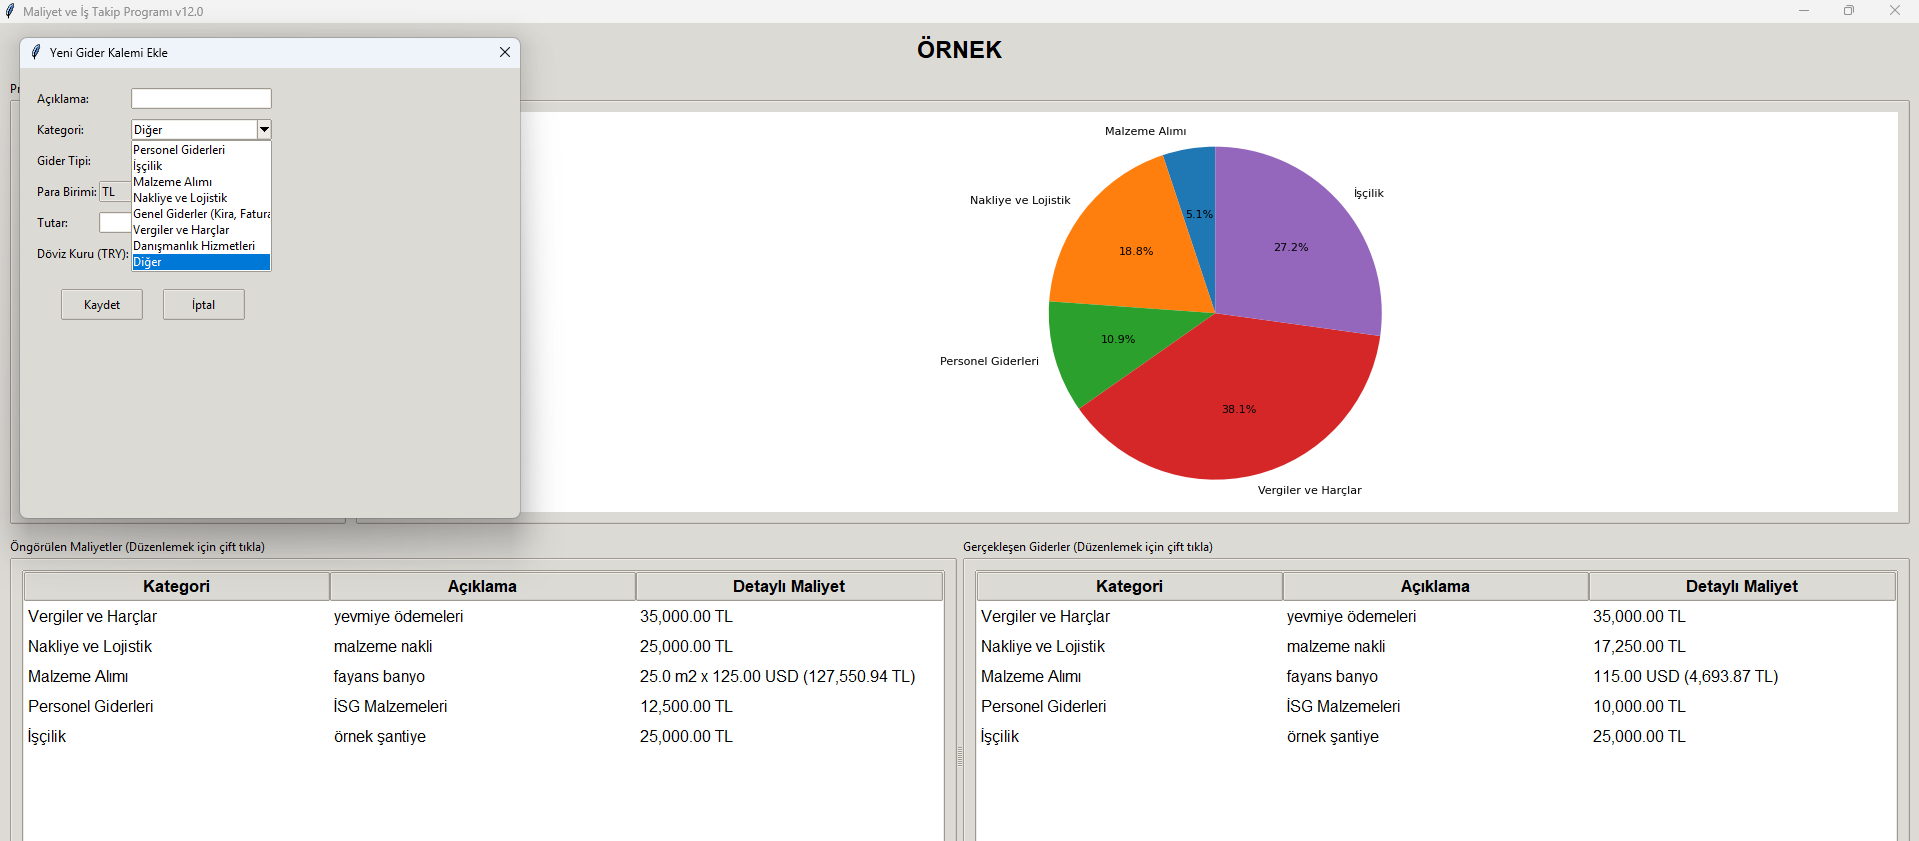 Maliyet ve İş Takip Programı v12.0
ÖRNEK
Yeni Gider Kalemi Ekle
Açıklama:
Kategori: Diğer
Personel Giderleri
İşçilik
Malzeme Alımı
Nakliye ve Lojistik
Genel Giderler (Kira, Fatura
Vergiler ve Harçlar
Danışmanlık Hizmetleri
Diğer
Gider Tipi:
Para Birimi: TL
Tutar:
Döviz Kuru (TRY):
Kaydet İptal
Malzeme Alımı
5.1%
Nakliye ve Lojistik
18.8%
Personel Giderleri
10.9%
Vergiler ve Harçlar
38.1%
İşçilik
27.2%
Öngörülen Maliyetler (Düzenlemek için çift tıkla)
Kategori Açıklama Detaylı Maliyet
Vergiler ve Harçlar yevmiye ödemeleri 35,000.00 TL
Nakliye ve Lojistik malzeme nakli 25,000.00 TL
Malzeme Alımı fayans banyo 25.0 m2 x 125.00 USD (127,550.94 TL)
Personel Giderleri İSG Malzemeleri 12,500.00 TL
İşçilik örnek şantiye 25,000.00 TL
Gerçekleşen Giderler (Düzenlemek için çift tıkla)
Kategori Açıklama Detaylı Maliyet
Vergiler ve Harçlar yevmiye ödemeleri 35,000.00 TL
Nakliye ve Lojistik malzeme nakli 17,250.00 TL
Malzeme Alımı fayans banyo 115.00 USD (4,693.87 TL)
Personel Giderleri İSG Malzemeleri 10,000.00 TL
İşçilik örnek şantiye 25,000.00 TL